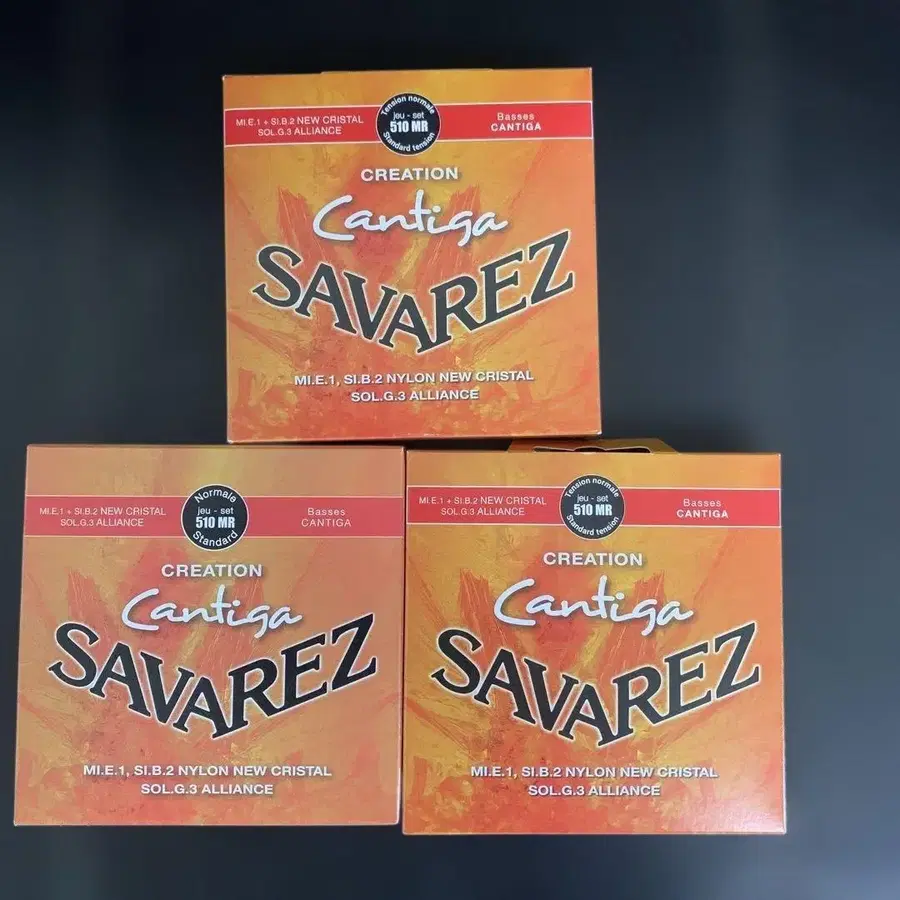 MI.E.1 + SI.B.2 NEW CRISTAL
SOL.G.3 ALLIANCE
Tension normale
jeu - set
510 MR
Standard tension
Basses
CANTIGA
CREATION
Cantiga
SAVAREZ
MI.E.1, SI.B.2 NYLON NEW CRISTAL
SOL.G.3 ALLIANCE
MI.E.1 + SI.B.2 NEW CRISTAL
SOL.G.3 ALLIANCE
Normale
jeu - set
510 MR
Standard
Basses
CANTIGA
CREATION
Cantiga
SAVAREZ
MI.E.1, SI.B.2 NYLON NEW CRISTAL
SOL.G.3 ALLIANCE
MI.E.1 + SI.B.2 NEW CRISTAL
SOL.G.3 ALLIANCE
Tension normale
jeu - set
510 MR
Standard tension
Basses
CANTIGA
CREATION
Cantiga
SAVAREZ
MI.E.1, SI.B.2 NYLON NEW CRISTAL
SOL.G.3 ALLIANCE